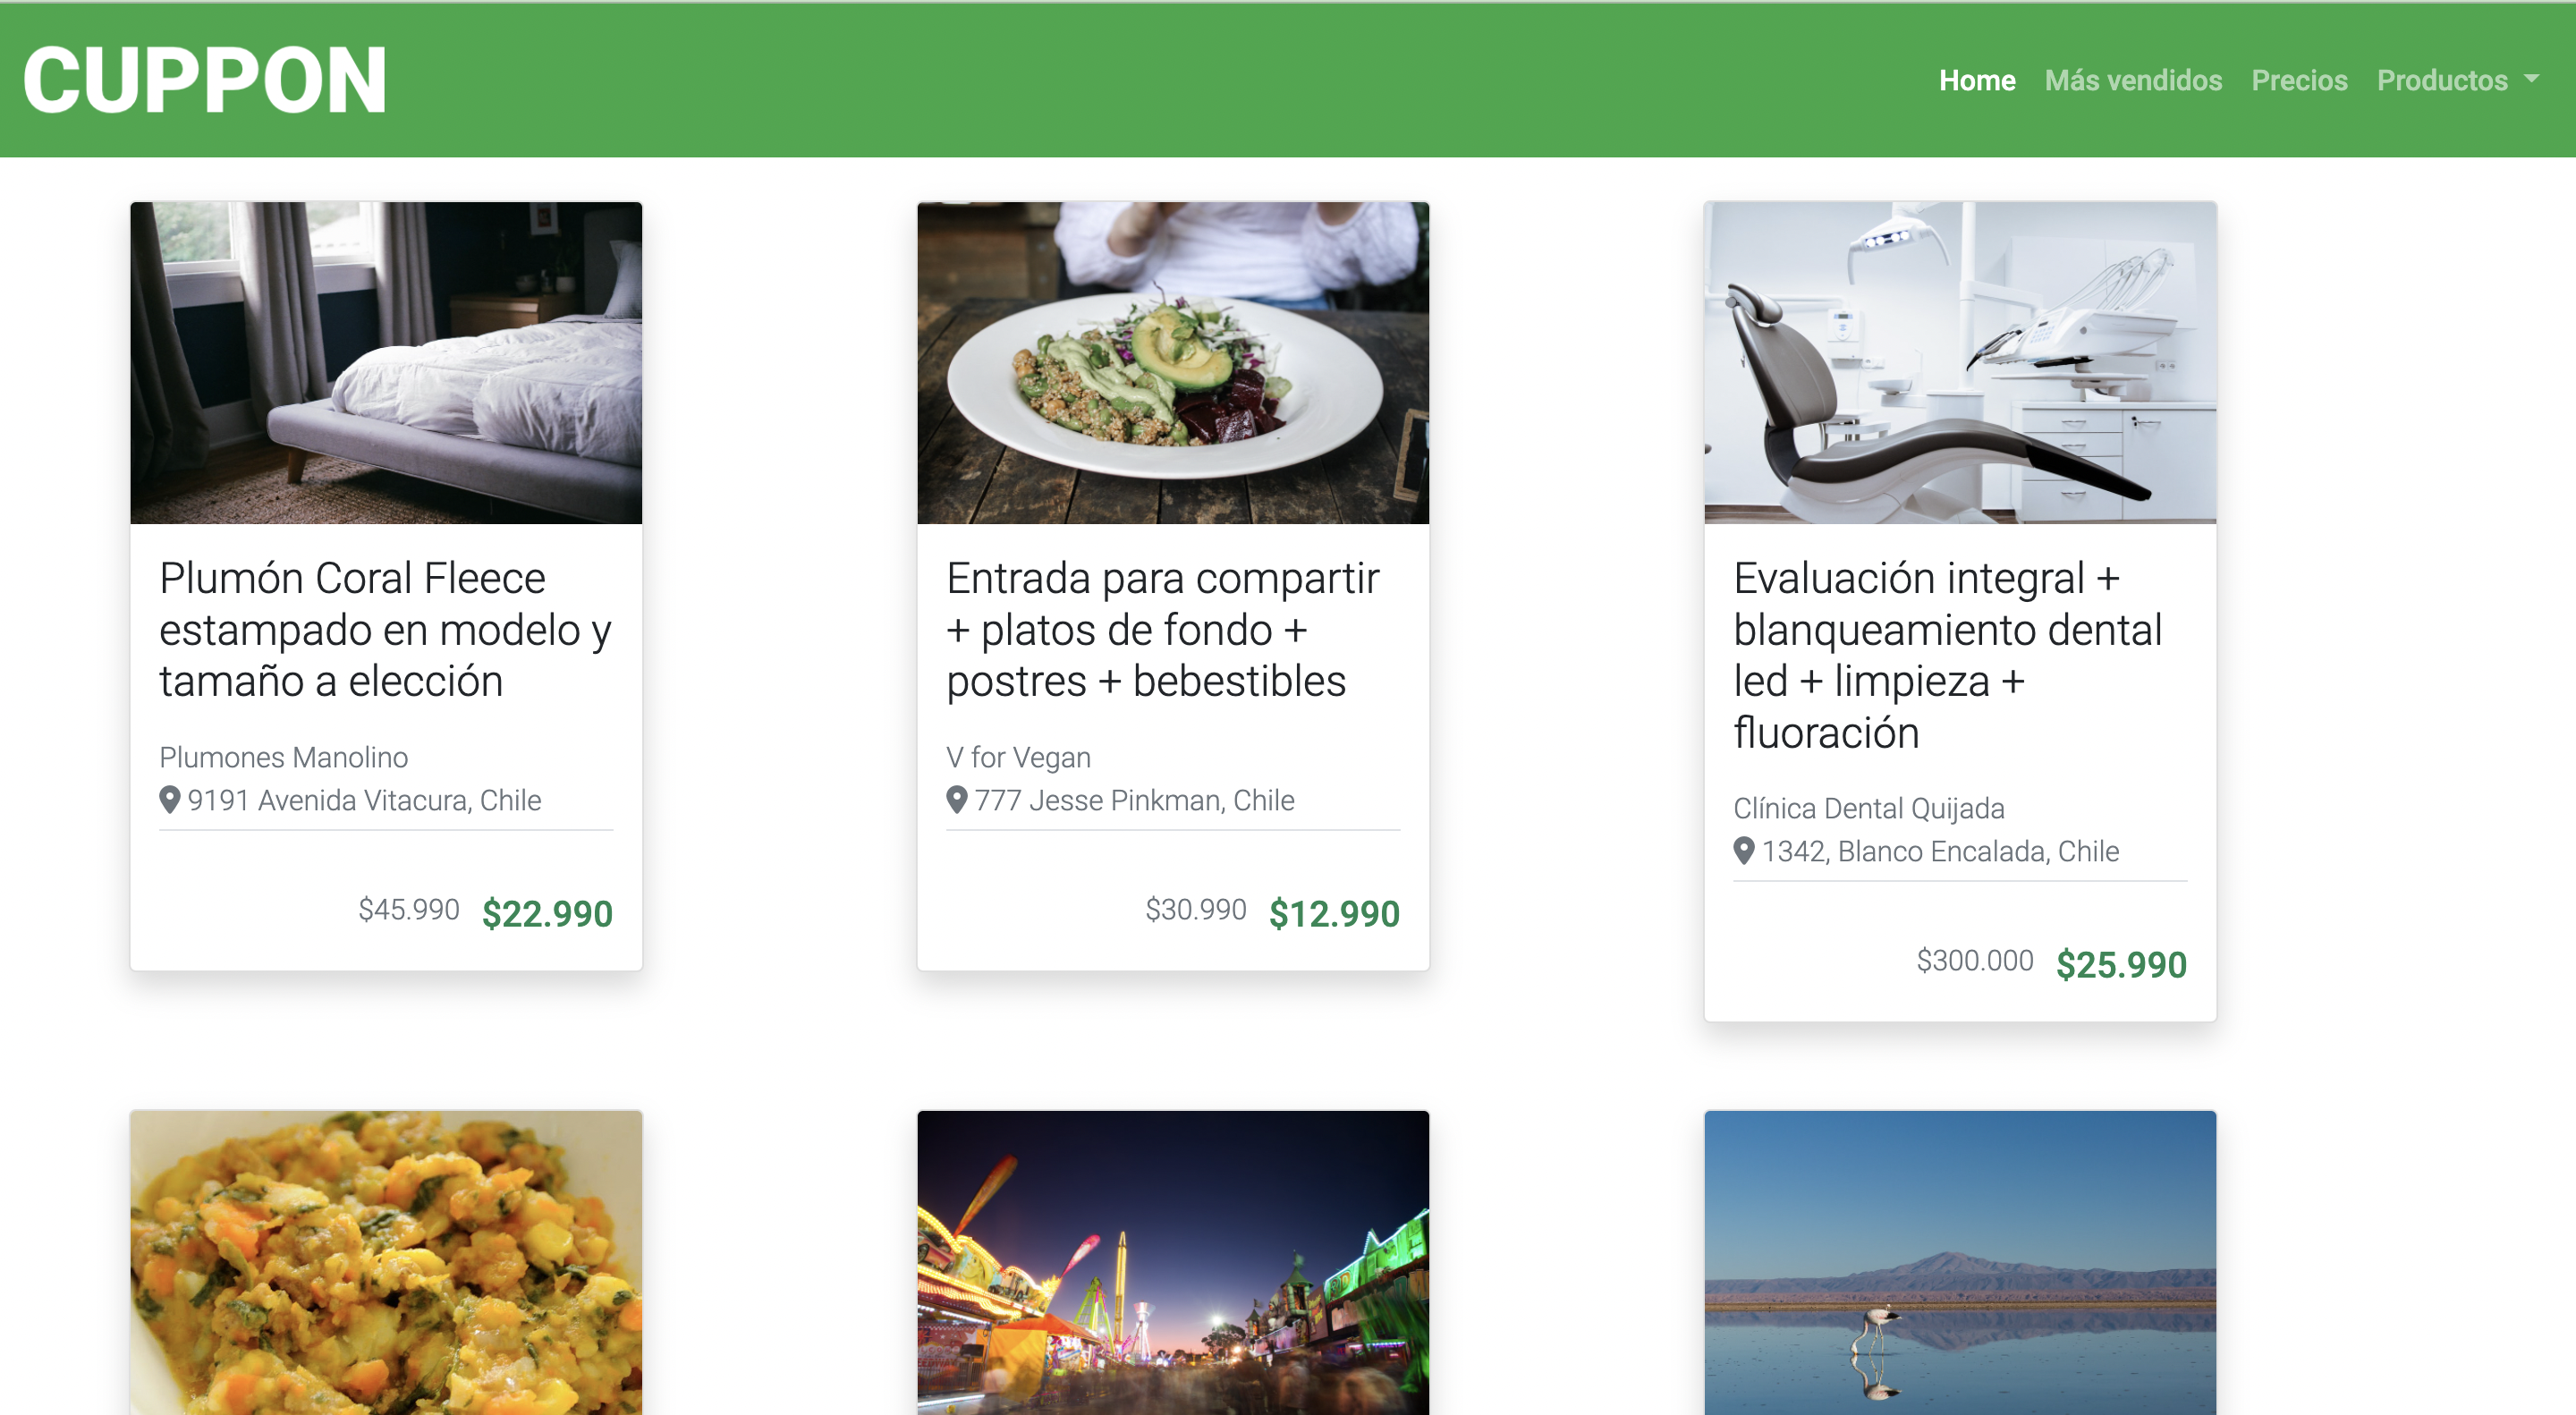 CUPPON
Home Más vendidos Precios Productos
Plumón Coral Fleece
estampado en modelo y
tamaño a elección
Plumones Manolino
9191 Avenida Vitacura, Chile
$45.990 $22.990
Entrada para compartir
+ platos de fondo +
postres + bebestibles
V for Vegan
777 Jesse Pinkman, Chile
$30.990 $12.990
Evaluación integral +
blanqueamiento dental
led + limpieza +
fluoración
Clínica Dental Quijada
1342, Blanco Encalada, Chile
$300.000 $25.990